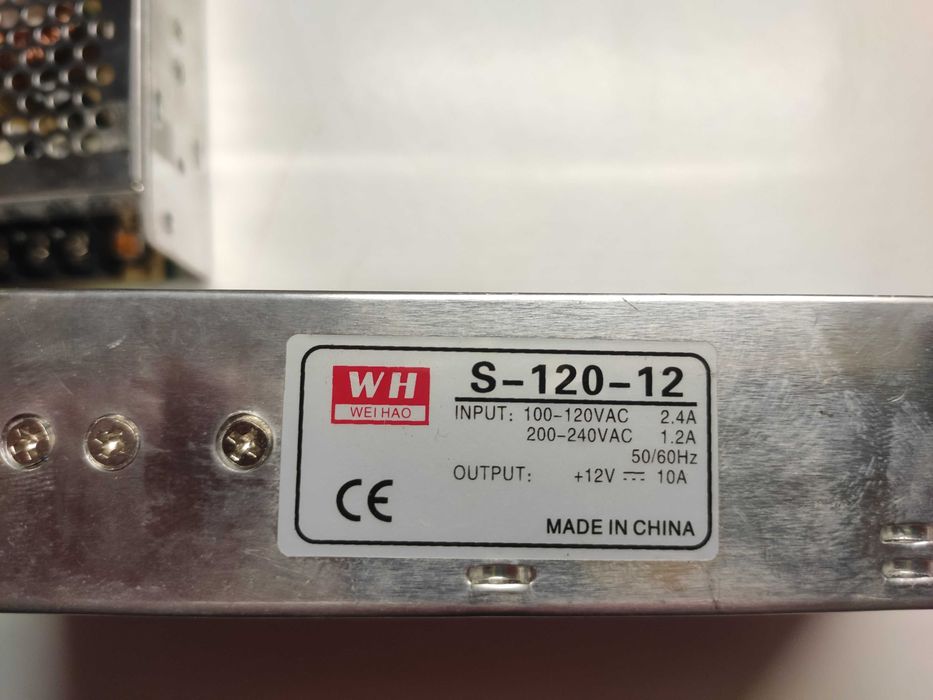 WH
WEI HAO
S-120-12
INPUT: 100-120VAC 2.4A
200-240VAC 1.2A
50/60Hz
OUTPUT: +12V ⎓ 10A
CE
MADE IN CHINA